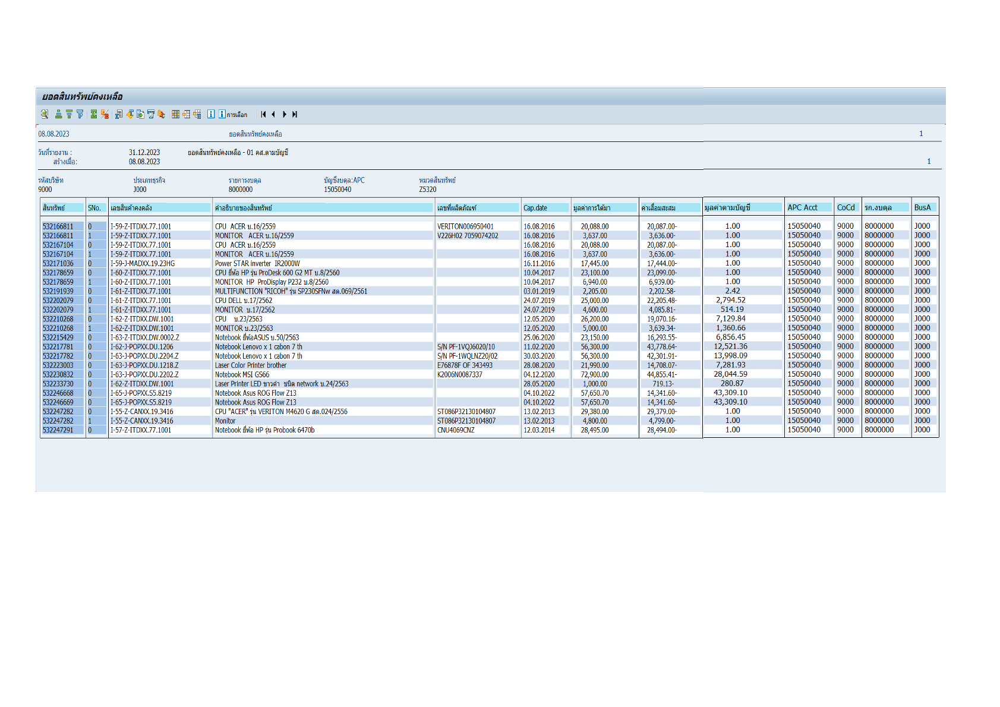 ยอดสินทรัพย์คงเหลือ
การเลือก
08.08.2023 ยอดสินทรัพย์คงเหลือ 1
วันที่รายงาน : 31.12.2023 ยอดสินทรัพย์คงเหลือ - 01 คส.ตามบัญชี
สร้างเมื่อ: 08.08.2023 1
รหัสบริษัท ประเภทธุรกิจ รายการงบดุล บัญชีงบดุล:APC หมวดสินทรัพย์
9000 J000 8000000 15050040 Z5320
สินทรัพย์ SNo. เลขสินค้าคงคลัง คำอธิบายของสินทรัพย์ เลขที่ผลิตภัณฑ์ Cap.date มูลค่าการได้มา ค่าเสื่อมสะสม มูลค่าตามบัญชี APC Acct CoCd รก.งบดุล BusA
532166811 0 I-59-Z-ITDXX.77.1001 CPU ACER บ.16/2559 VERITON006950401 16.08.2016 20,088.00 20,087.00- 1.00 15050040 9000 8000000 J000
532166811 1 I-59-Z-ITDXX.77.1001 MONITOR ACER บ.16/2559 V226H02 7059074202 16.08.2016 3,637.00 3,636.00- 1.00 15050040 9000 8000000 J000
532167104 0 I-59-Z-ITDXX.77.1001 CPU ACER บ.16/2559 16.08.2016 20,088.00 20,087.00- 1.00 15050040 9000 8000000 J000
532167104 1 I-59-Z-ITDXX.77.1001 MONITOR ACER บ.16/2559 16.08.2016 3,637.00 3,636.00- 1.00 15050040 9000 8000000 J000
532171036 0 I-59-J-MADXX.19.23HG Power STAR inverter IR2000W 16.11.2016 17,445.00 17,444.00- 1.00 15050040 9000 8000000 J000
532178659 0 I-60-Z-ITDXX.77.1001 CPU ยี่ห้อ HP รุ่น ProDesk 600 G2 MT บ.8/2560 10.04.2017 23,100.00 23,099.00- 1.00 15050040 9000 8000000 J000
532178659 1 I-60-Z-ITDXX.77.1001 MONITOR HP ProDisplay P232 บ.8/2560 10.04.2017 6,940.00 6,939.00- 1.00 15050040 9000 8000000 J000
532191939 0 I-61-Z-ITDXX.77.1001 MULTIFUNCTION "RICOH" รุ่น SP230SFNw สด.069/2561 03.01.2019 2,205.00 2,202.58- 2.42 15050040 9000 8000000 J000
532202079 0 I-61-Z-ITDXX.77.1001 CPU DELL บ.17/2562 24.07.2019 25,000.00 22,205.48- 2,794.52 15050040 9000 8000000 J000
532202079 1 I-61-Z-ITDXX.77.1001 MONITOR บ.17/2562 24.07.2019 4,600.00 4,085.81- 514.19 15050040 9000 8000000 J000
532210268 0 I-62-Z-ITDXX.DW.1001 CPU บ.23/2563 12.05.2020 26,200.00 19,070.16- 7,129.84 15050040 9000 8000000 J000
532210268 1 I-62-Z-ITDXX.DW.1001 MONITOR บ.23/2563 12.05.2020 5,000.00 3,639.34- 1,360.66 15050040 9000 8000000 J000
532215429 0 I-63-Z-ITDXX.DW.0002.Z Notebook ยี่ห้อASUS บ.50/2563 25.06.2020 23,150.00 16,293.55- 6,856.45 15050040 9000 8000000 J000
532217781 0 I-62-J-POPXX.DU.1206 Notebook Lenovo x 1 cabon 7 th S/N PF-1VQJ6020/10 11.02.2020 56,300.00 43,778.64- 12,521.36 15050040 9000 8000000 J000
532217782 0 I-63-J-POPXX.DU.2204.Z Notebook Lenovo x 1 cabon 7 th S/N PF-1WQLNZ20/02 30.03.2020 56,300.00 42,301.91- 13,998.09 15050040 9000 8000000 J000
532223003 0 I-63-J-POPXX.DU.1218.Z Laser Color Printer brother E76878F OF 343493 28.08.2020 21,990.00 14,708.07- 7,281.93 15050040 9000 8000000 J000
532230832 0 I-63-J-POPXX.DU.2202.Z Notebook MSI GS66 K2006N0087337 04.12.2020 72,900.00 44,855.41- 28,044.59 15050040 9000 8000000 J000
532233730 0 I-62-Z-ITDXX.DW.1001 Laser Printer LED ขาวดำ ชนิด network บ.24/2563 28.05.2020 1,000.00 719.13- 280.87 15050040 9000 8000000 J000
532246668 0 I-65-J-POPXX.S5.8219 Notebook Asus ROG Flow Z13 04.10.2022 57,650.70 14,341.60- 43,309.10 15050040 9000 8000000 J000
532246669 0 I-65-J-POPXX.S5.8219 Notebook Asus ROG Flow Z13 04.10.2022 57,650.70 14,341.60- 43,309.10 15050040 9000 8000000 J000
532247282 0 I-55-Z-CANXX.19.3416 CPU "ACER" รุ่น VERITON M4620 G สต.024/2556 ST086P32130104807 13.02.2013 29,380.00 29,379.00- 1.00 15050040 9000 8000000 J000
532247282 1 I-55-Z-CANXX.19.3416 Monitor ST086P32130104807 13.02.2013 4,800.00 4,799.00- 1.00 15050040 9000 8000000 J000
532247291 0 I-57-Z-ITDXX.77.1001 Notebook ยี่ห้อ HP รุ่น Probook 6470b CNU4069CNZ 12.03.2014 28,495.00 28,494.00- 1.00 15050040 9000 8000000 J000